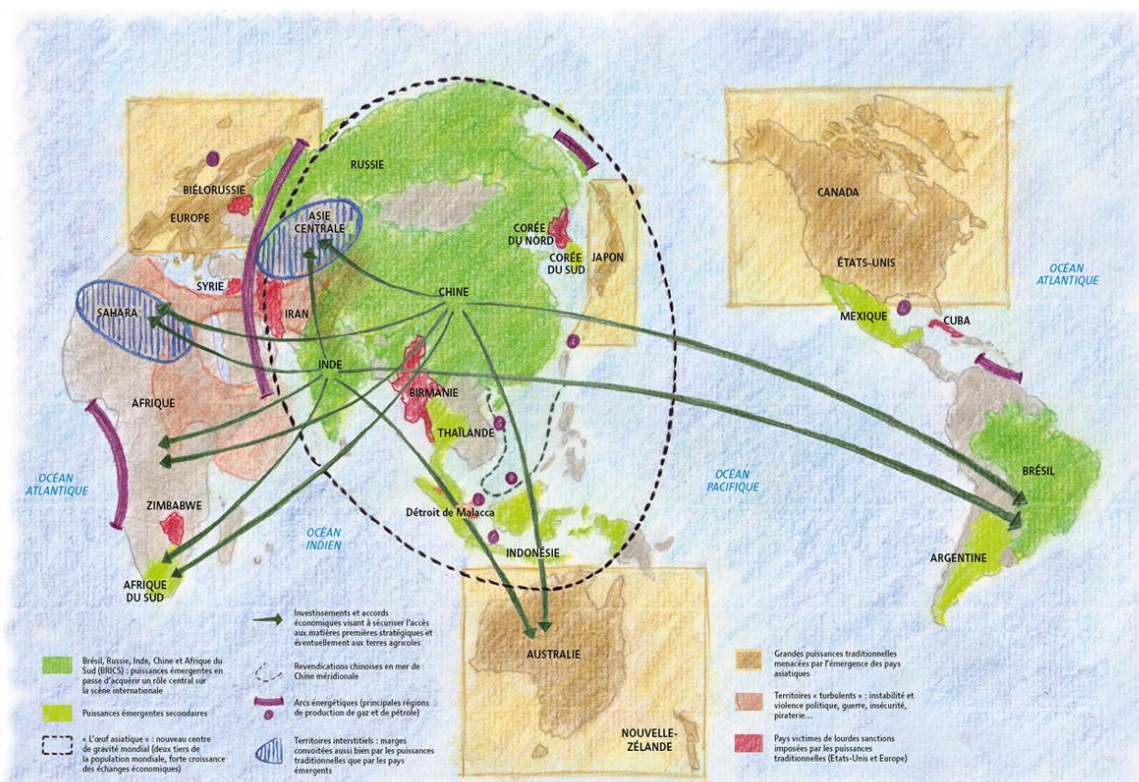 RUSSIE
BIÉLORUSSIE
EUROPE
ASIE
CENTRALE
CORÉE
DU NORD
CORÉE
DU SUD
JAPON
CANADA
ÉTATS-UNIS
OCÉAN
ATLANTIQUE
SYRIE
IRAN
CHINE
SAHARA
MEXIQUE
CUBA
INDE
BIRMANIE
AFRIQUE
THAÏLANDE
OCÉAN
ATLANTIQUE
OCÉAN
PACIFIQUE
BRÉSIL
ZIMBABWE
Détroit de Malacca
OCÉAN
INDIEN
INDONÉSIE
ARGENTINE
AFRIQUE
DU SUD
AUSTRALIE
NOUVELLE-
ZÉLANDE
Brésil, Russie, Inde, Chine et Afrique du
Sud (BRICS) : puissances émergentes en
passe d'acquérir un rôle central sur
la scène internationale
Puissances émergentes secondaires
« L'œuf asiatique » : nouveau centre
de gravité mondial (deux tiers de
la population mondiale, forte croissance
des échanges économiques)
Investissements et accords
économiques visant à sécuriser l'accès
aux matières premières stratégiques et
éventuellement aux terres agricoles
Revendications chinoises en mer de
Chine méridionale
Arcs énergétiques (principales régions
de production de gaz et de pétrole)
Territoires interstitiels : marges
convoitées aussi bien par les puissances
traditionnelles que par les pays
émergents
Grandes puissances traditionnelles
menacées par l'émergence des pays
asiatiques
Territoires « turbulents » : instabilité et
violence politique, guerre, insécurité,
piraterie...
Pays victimes de lourdes sanctions
imposées par les puissances
traditionnelles (Etats-Unis et Europe)